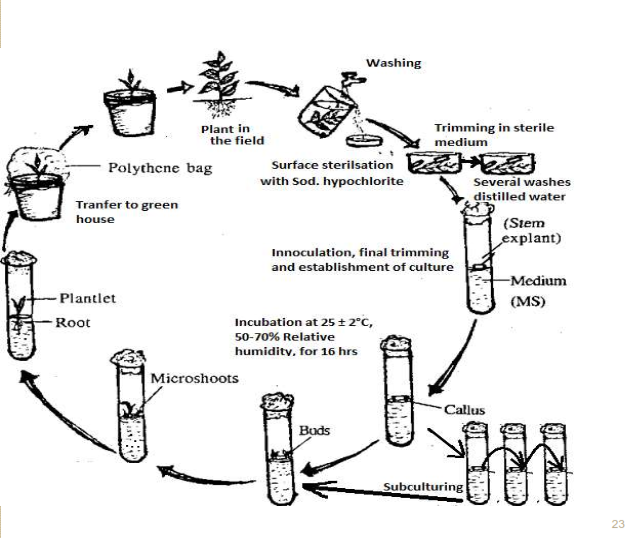 Washing
Plant in
the field
Trimming in sterile
medium
Polythene bag
Surface sterilsation
with Sod. hypochlorite
Several washes
distilled water
Tranfer to green
house
(Stem
explant)
Innoculation, final trimming
and establishment of culture
Medium
(MS)
Plantlet
Root
Incubation at 25 ± 2°C,
50-70% Relative
humidity, for 16 hrs
Microshoots
Callus
Buds
Subculturing
23